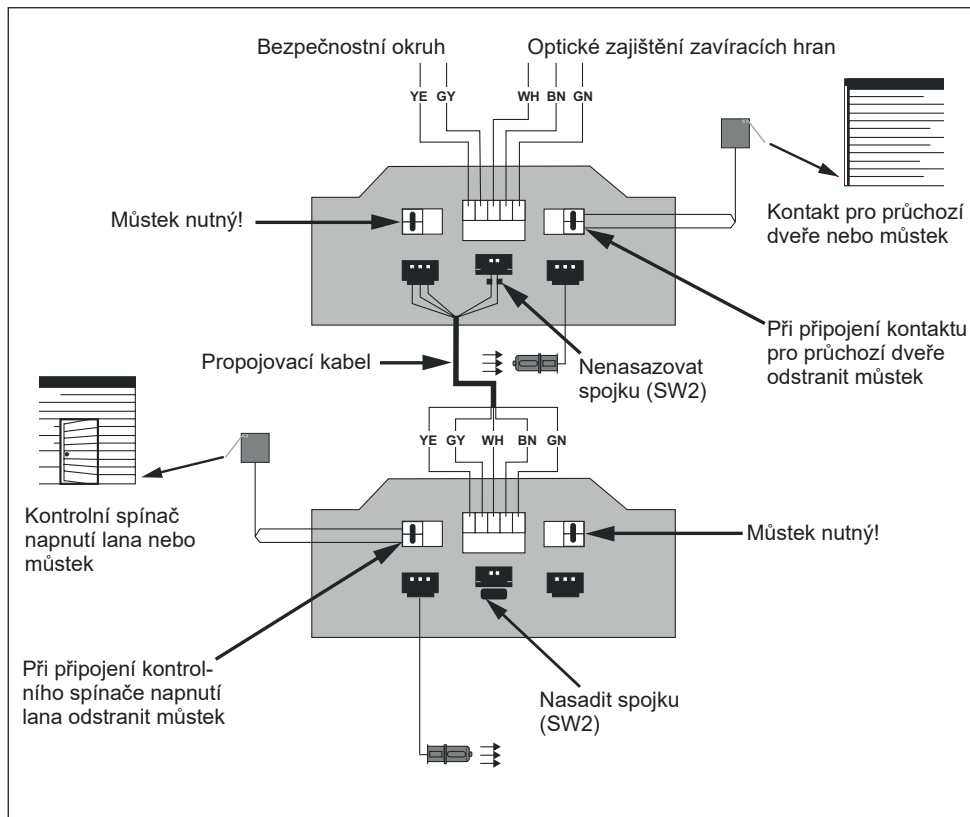 Bezpečnostní okruh
Optické zajištění zavíracích hran
YE GY WH BN GN
Můstek nutný!
Kontakt pro průchozí
dveře nebo můstek
Při připojení kontaktu
pro průchozí dveře
odstranit můstek
Propojovací kabel
Nenasazovat
spojku (SW2)
YE GY WH BN GN
Kontrolní spínač
napnutí lana nebo
můstek
Můstek nutný!
Při připojení kontrol-
ního spínače napnutí
lana odstranit můstek
Nasadit spojku
(SW2)